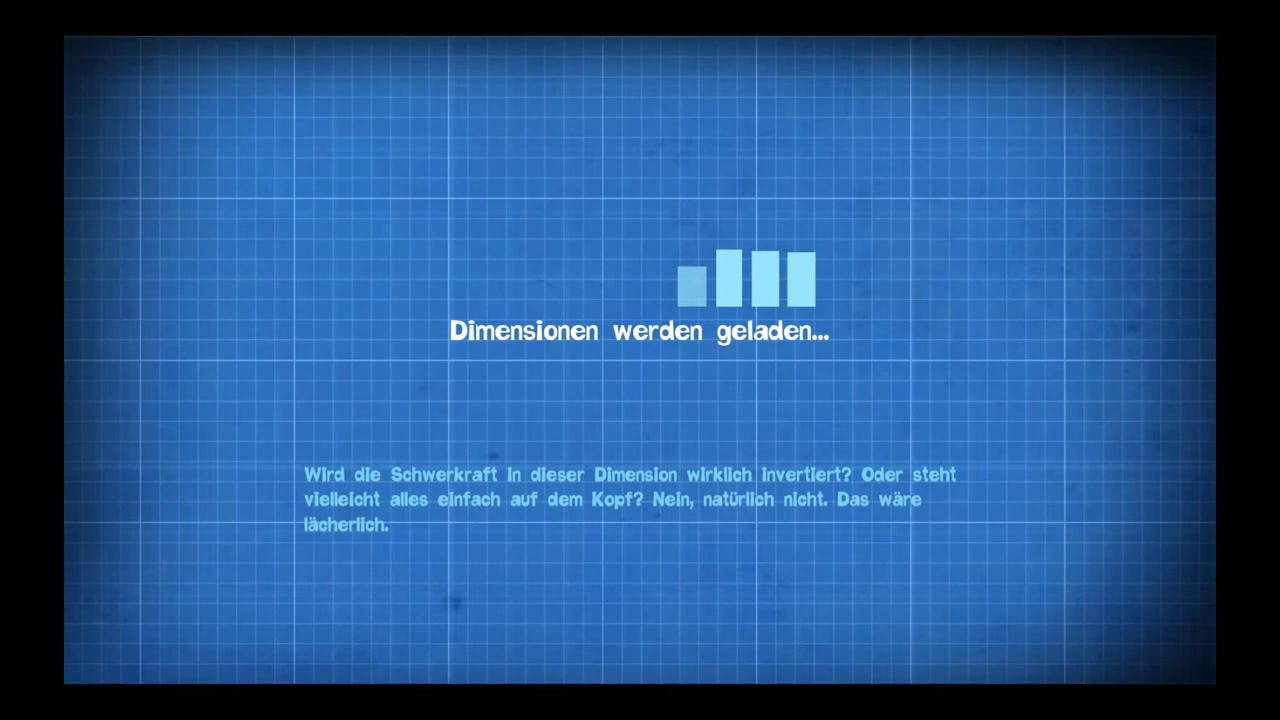 Dimensionen werden geladen...
Wird die Schwerkraft in dieser Dimension wirklich invertiert? Oder steht
vielleicht alles einfach auf dem Kopf? Nein, natürlich nicht. Das wäre
lächerlich.